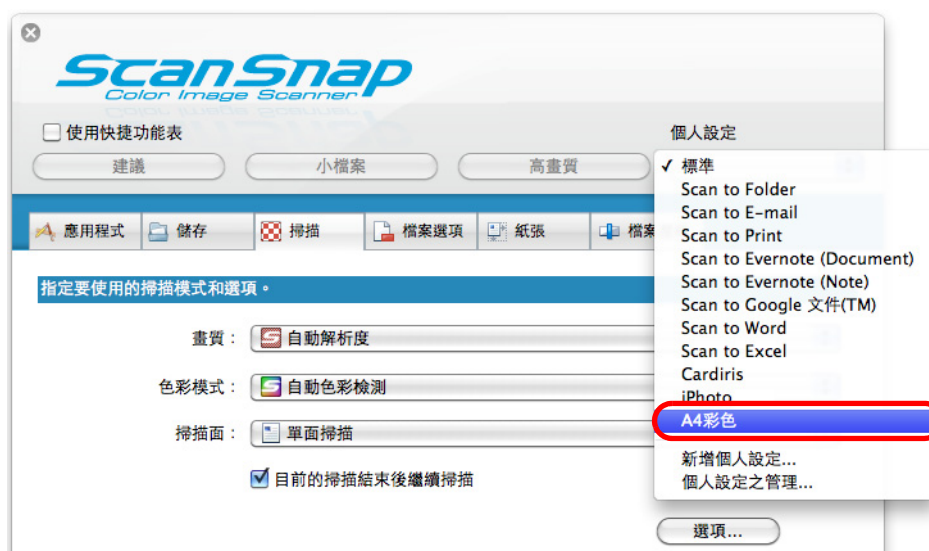 ScanSnap
Color Image Scanner
使用快捷功能表
個人設定
建議
小檔案
高畫質
✓ 標準
Scan to Folder
Scan to E-mail
Scan to Print
Scan to Evernote (Document)
Scan to Evernote (Note)
Scan to Google 文件(TM)
Scan to Word
Scan to Excel
Cardiris
iPhoto
A4彩色
新增個人設定...
個人設定之管理...
應用程式
儲存
掃描
檔案選項
紙張
檔案
指定要使用的掃描模式和選項。
畫質：
自動解析度
色彩模式：
自動色彩檢測
掃描面：
單面掃描
目前的掃描結束後繼續掃描
選項...